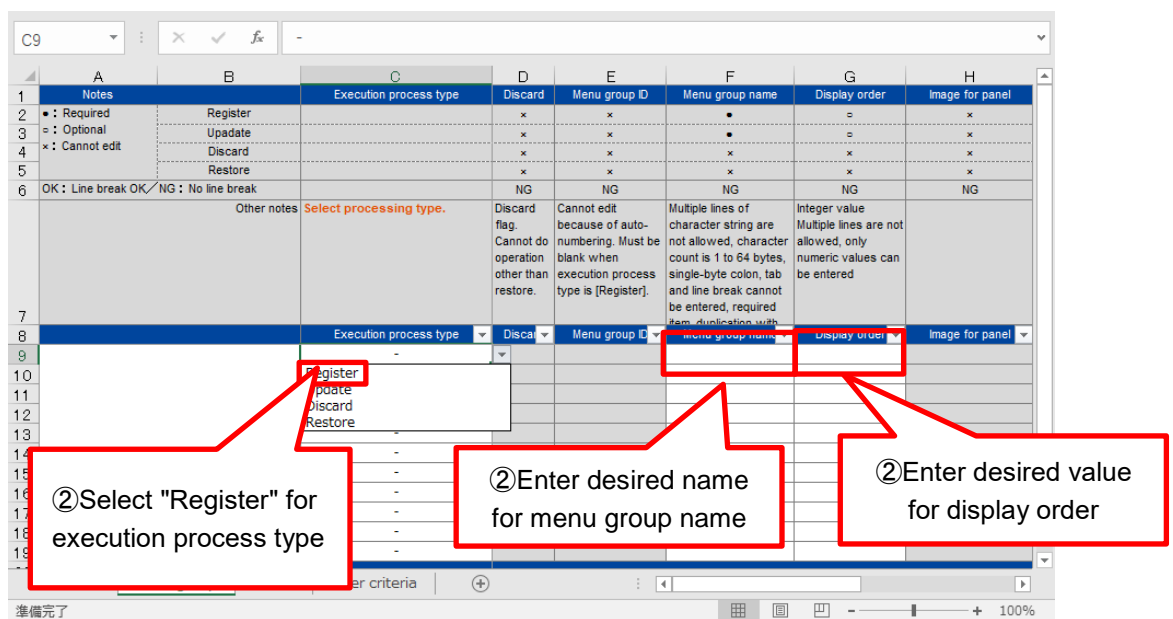 C9 fx -
A B C D E F G H
1 Notes Execution process type Discard Menu group ID Menu group name Display order Image for panel
2 ●：Required Register × × ● ○ ×
3 ○：Optional Upadate × × ● ○ ×
4 ×：Cannot edit Discard × × × × ×
5 Restore × × × × ×
6 OK：Line break OK／NG：No line break NG NG NG NG NG
7 Other notes Select processing type.
Discard
flag.
Cannot do
operation
other than
restore.
Cannot edit
because of auto-
numbering. Must be
blank when
execution process
type is [Register].
Multiple lines of
character string are
not allowed, character
count is 1 to 64 bytes,
single-byte colon, tab
and line break cannot
be entered, required
item, duplication with
Integer value
Multiple lines are not
allowed, only
numeric values can
be entered
8 Execution process type Discar Menu group ID Menu group name Display order Image for panel
9 -
10 Register
11 Update
12 Discard
Restore
13 -
14 -
15 -
16 -
17 -
18 -
19 -
②Select "Register" for
execution process type
②Enter desired name
for menu group name
②Enter desired value
for display order
er criteria
準備完了 - + 100%